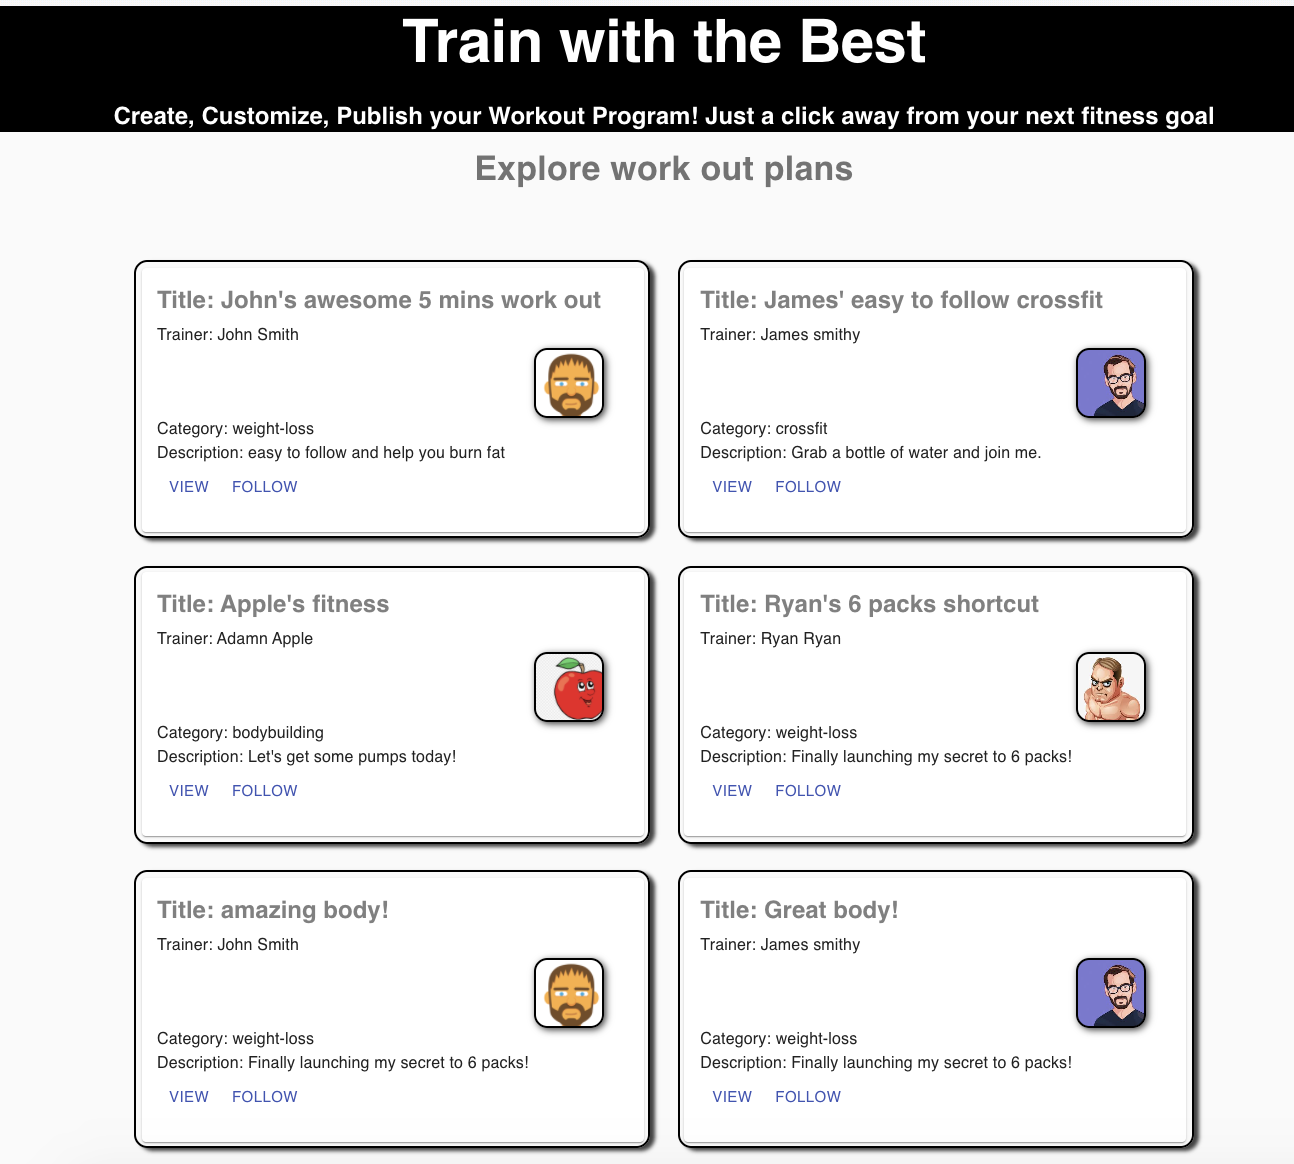 Train with the Best
Create, Customize, Publish your Workout Program! Just a click away from your next fitness goal
Explore work out plans
Title: John's awesome 5 mins work out
Trainer: John Smith
Category: weight-loss
Description: easy to follow and help you burn fat
VIEW FOLLOW
Title: James' easy to follow crossfit
Trainer: James smithy
Category: crossfit
Description: Grab a bottle of water and join me.
VIEW FOLLOW
Title: Apple's fitness
Trainer: Adamn Apple
Category: bodybuilding
Description: Let's get some pumps today!
VIEW FOLLOW
Title: Ryan's 6 packs shortcut
Trainer: Ryan Ryan
Category: weight-loss
Description: Finally launching my secret to 6 packs!
VIEW FOLLOW
Title: amazing body!
Trainer: John Smith
Category: weight-loss
Description: Finally launching my secret to 6 packs!
VIEW FOLLOW
Title: Great body!
Trainer: James smithy
Category: weight-loss
Description: Finally launching my secret to 6 packs!
VIEW FOLLOW